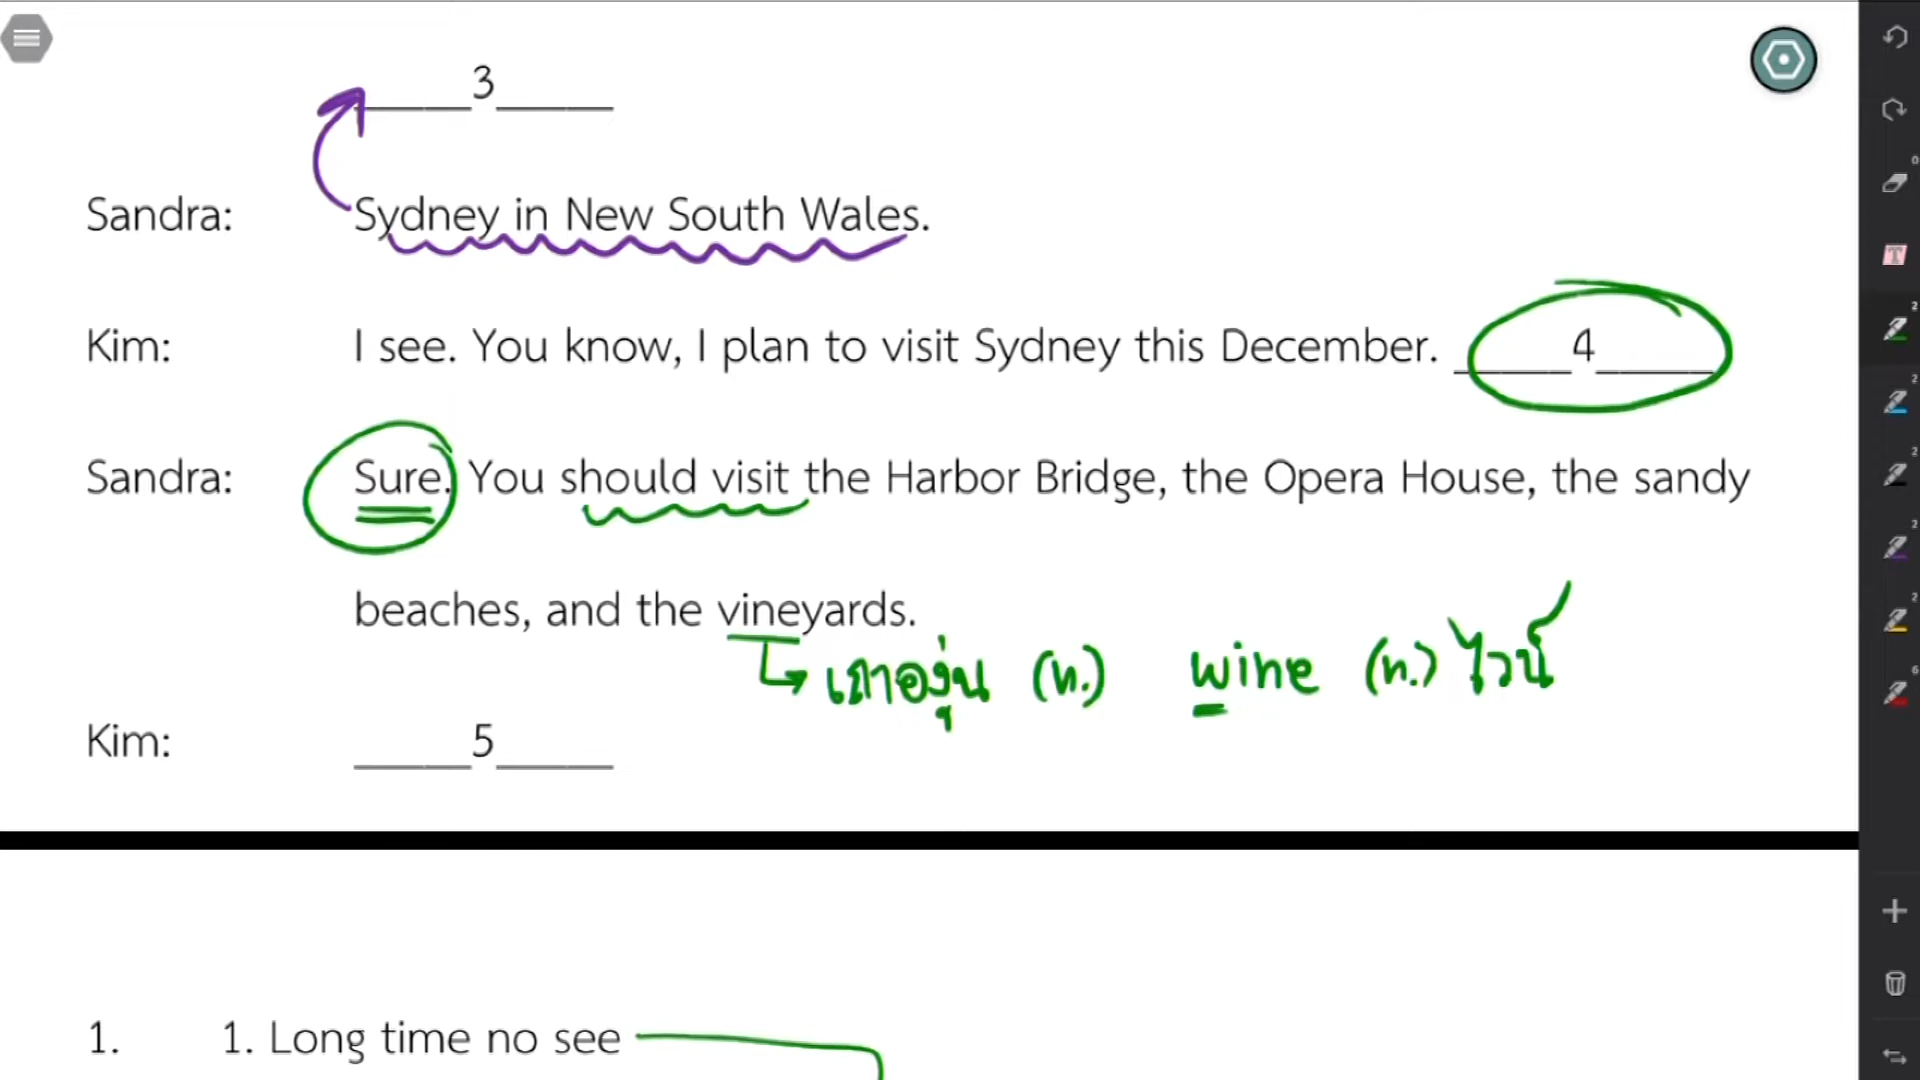 _____3_____
Sandra: Sydney in New South Wales.
Kim: I see. You know, I plan to visit Sydney this December. _____4_____
Sandra: Sure. You should visit the Harbor Bridge, the Opera House, the sandy
beaches, and the vineyards.
เถาองุ่น (n.) wine (n.) ไวน์
Kim: _____5_____
1. 1. Long time no see